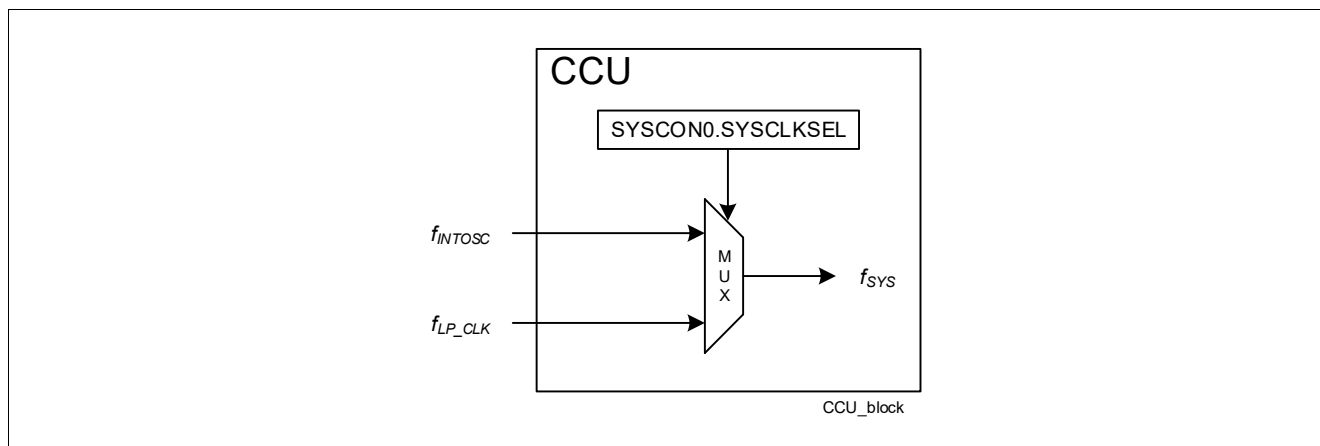 CCU
SYSCON0.SYSCLKSEL
fINTOSC
M
U
X
fSYS
fLP_CLK
CCU_block